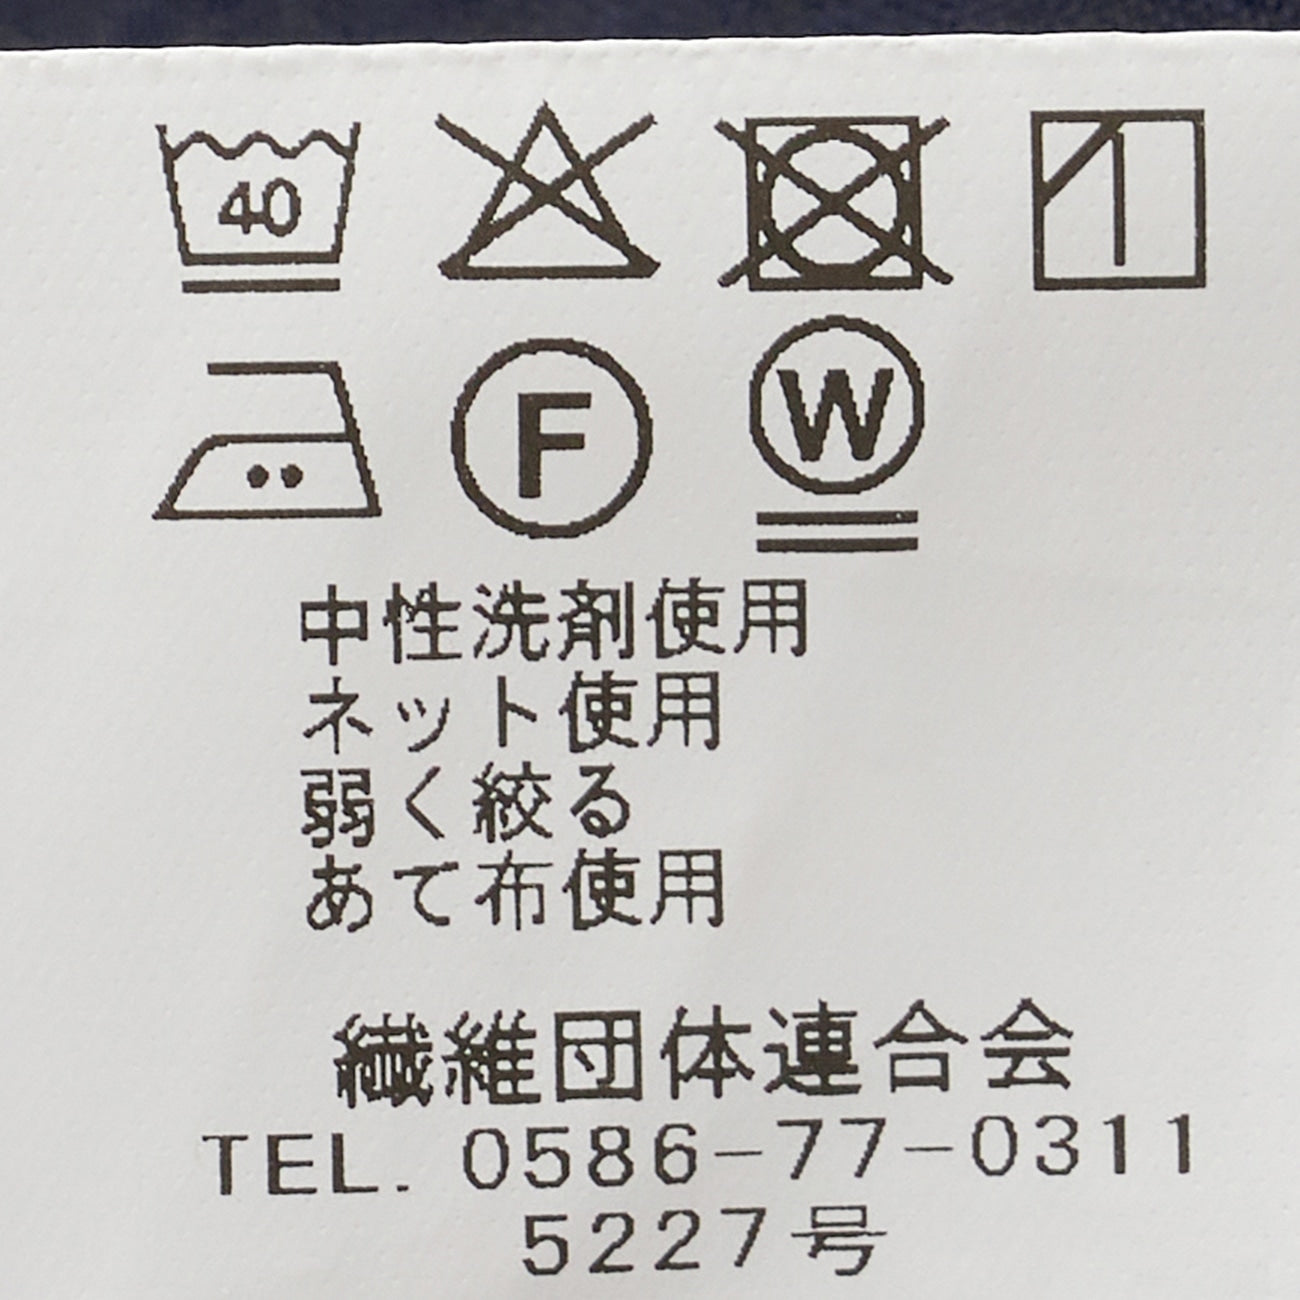 40
F W
中性洗剤使用
ネット使用
弱く絞る
あて布使用
繊維団体連合会
TEL. 0586-77-0311
5227号